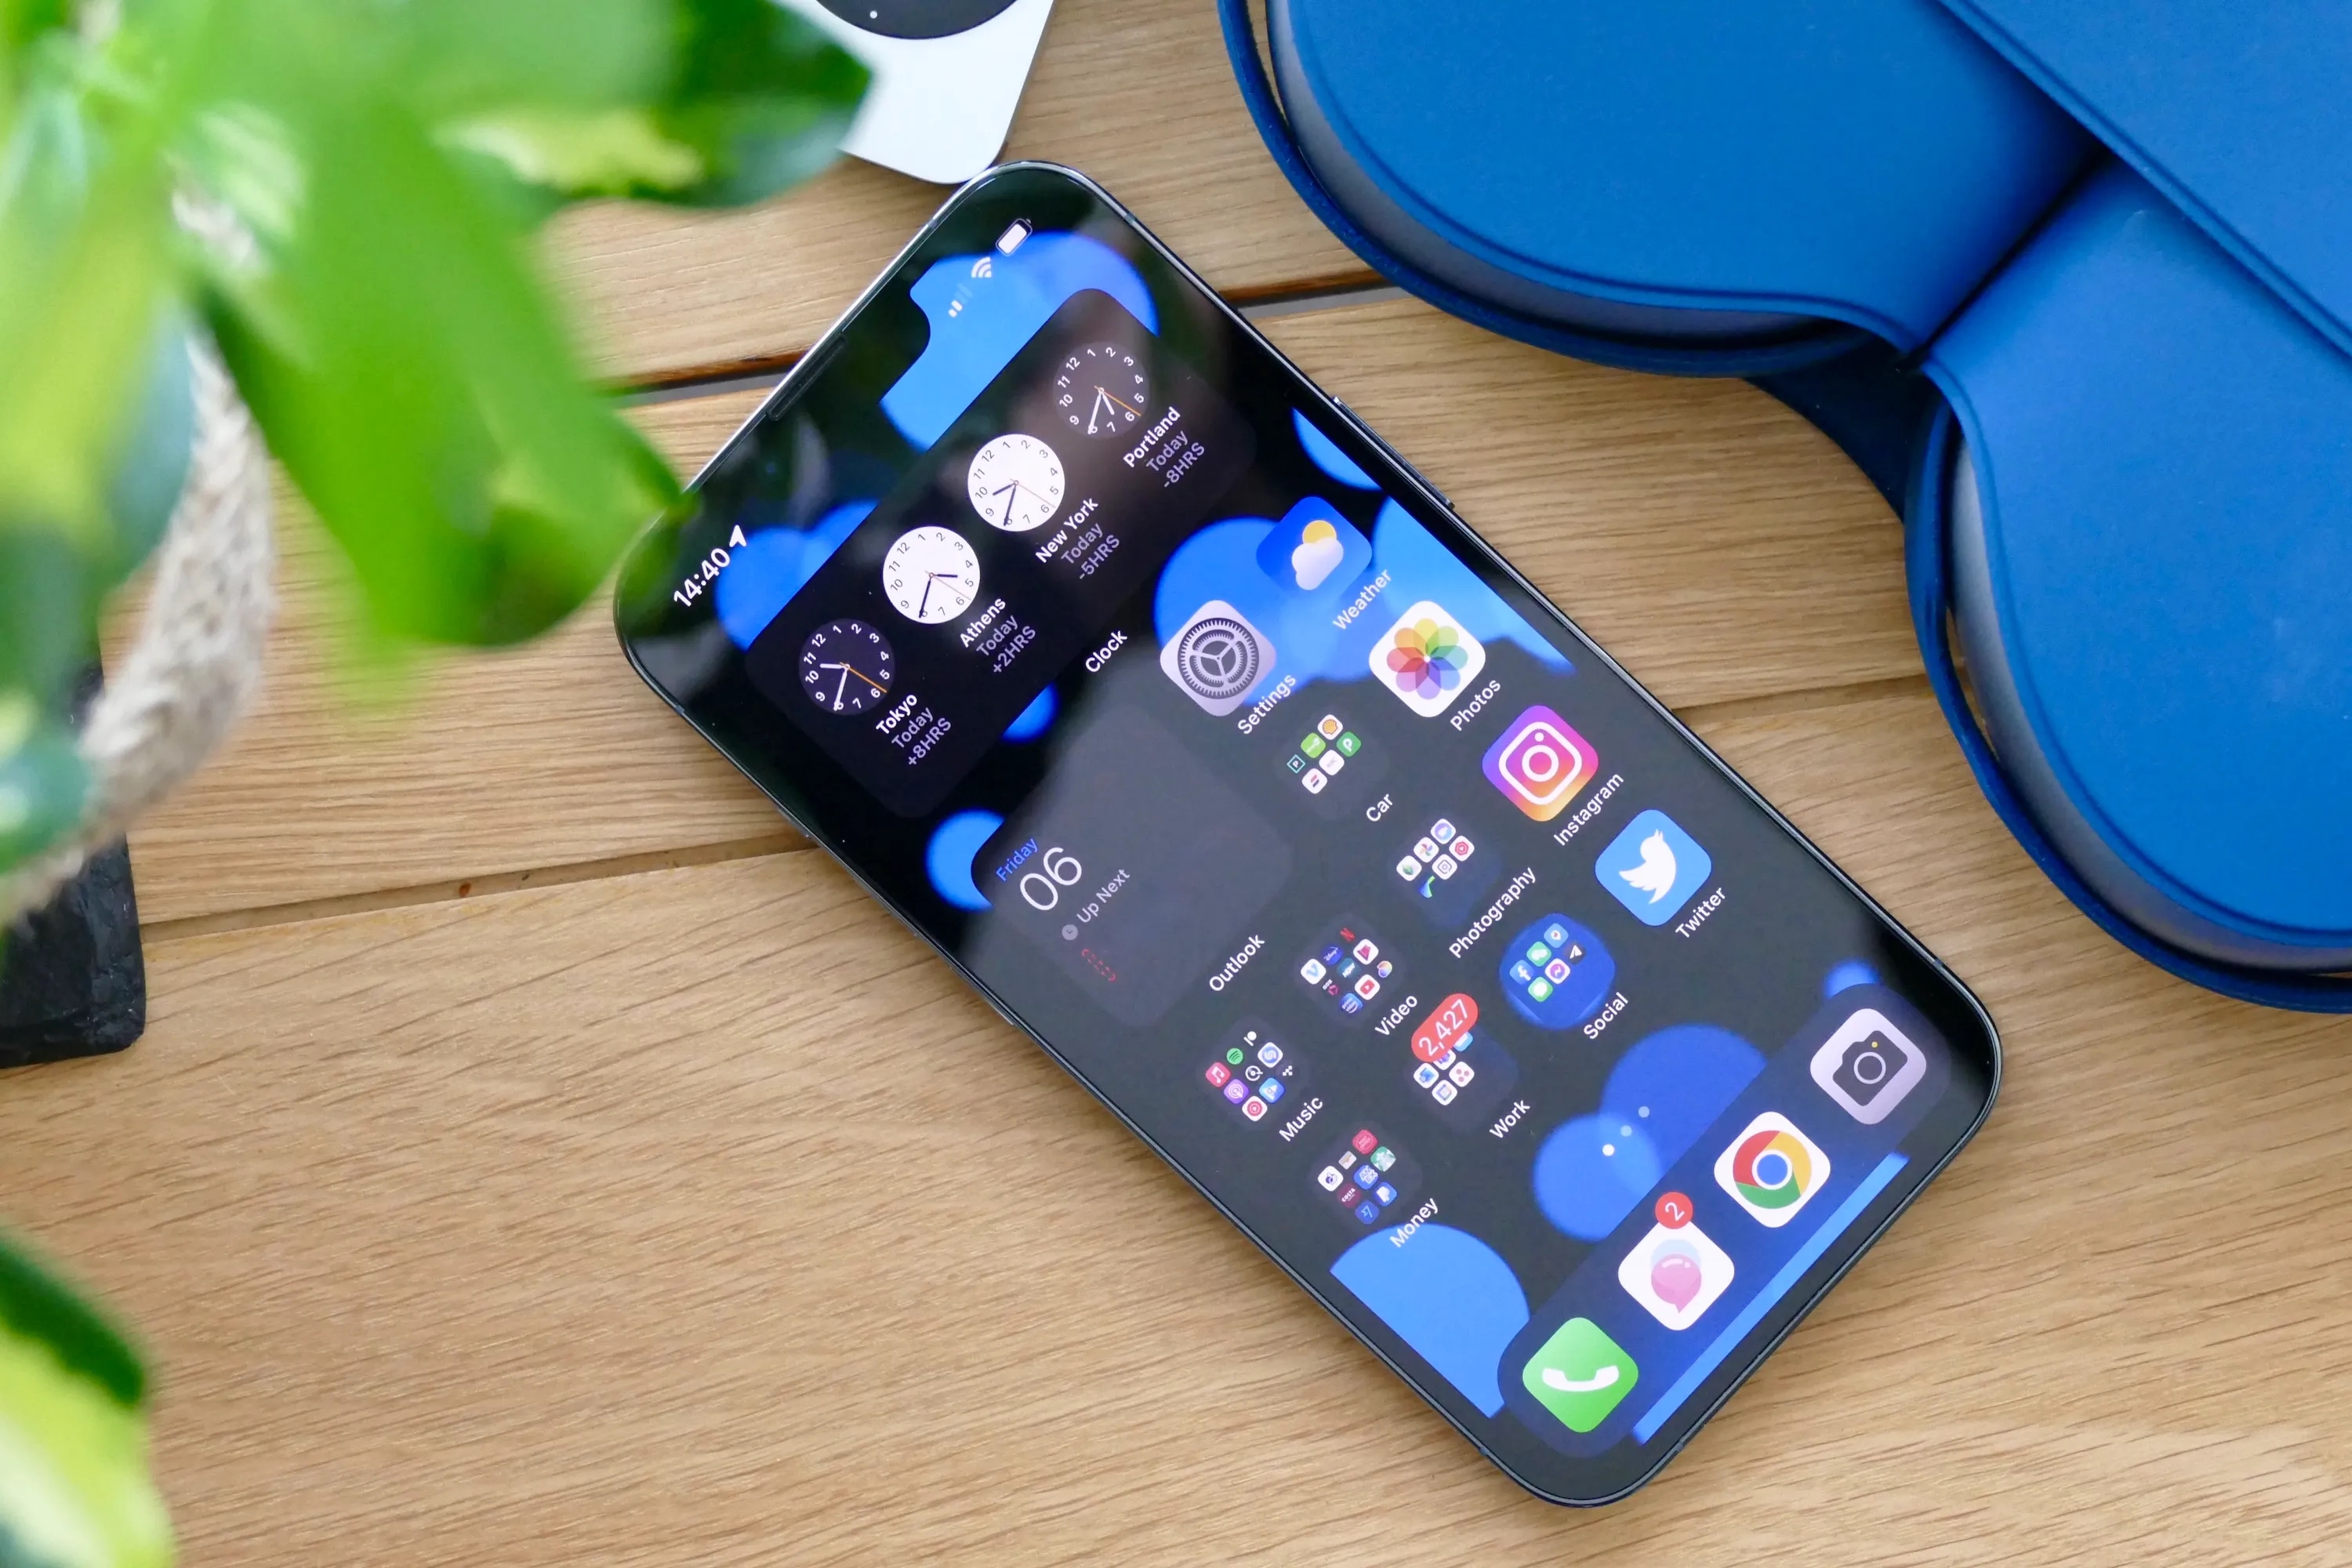 14:40
Tokyo
Today
+8HRS
Athens
Today
+2HRS
New York
Today
-5HRS
Portland
Today
-8HRS
Clock
Friday
06
Up Next
Outlook
Settings
Weather
Car
Photos
Music
Video
Photography
Instagram
Money
2,427
Work
Social
Twitter
2